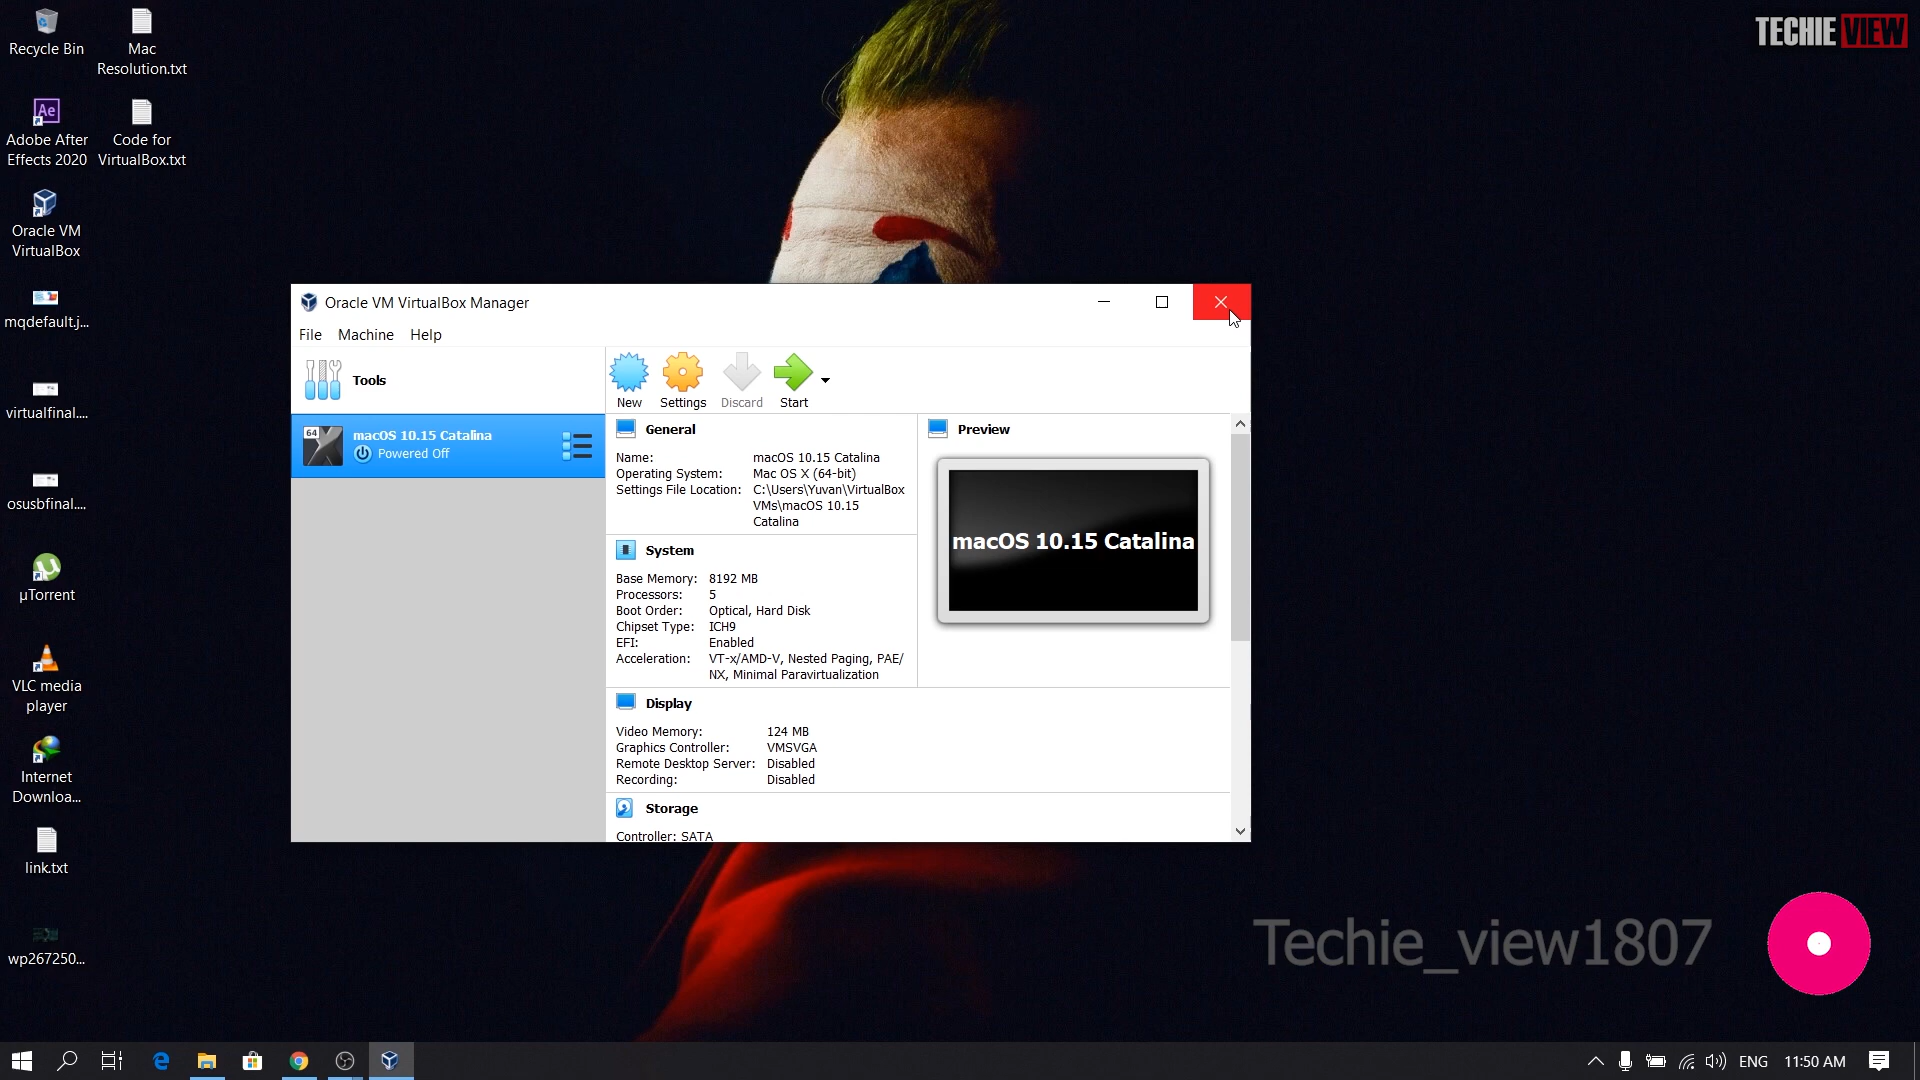 Recycle Bin
Mac
Resolution.txt
TECHIE VIEW
Ae
Adobe After
Effects 2020
Code for
VirtualBox.txt
Oracle VM
VirtualBox
mqdefault.j...
virtualfinal....
osusbfinal....
µTorrent
VLC media
player
Internet
Downloa...
link.txt
wp267250...
Oracle VM VirtualBox Manager
File Machine Help
Tools
New Settings Discard Start
64
macOS 10.15 Catalina
Powered Off
General
Name: macOS 10.15 Catalina
Operating System: Mac OS X (64-bit)
Settings File Location: C:\Users\Yuvan\VirtualBox
VMs\macOS 10.15
Catalina
Preview
macOS 10.15 Catalina
System
Base Memory: 8192 MB
Processors: 5
Boot Order: Optical, Hard Disk
Chipset Type: ICH9
EFI: Enabled
Acceleration: VT-x/AMD-V, Nested Paging, PAE/
NX, Minimal Paravirtualization
Display
Video Memory: 124 MB
Graphics Controller: VMSVGA
Remote Desktop Server: Disabled
Recording: Disabled
Storage
Controller: SATA
Techie_view1807
ENG 11:50 AM